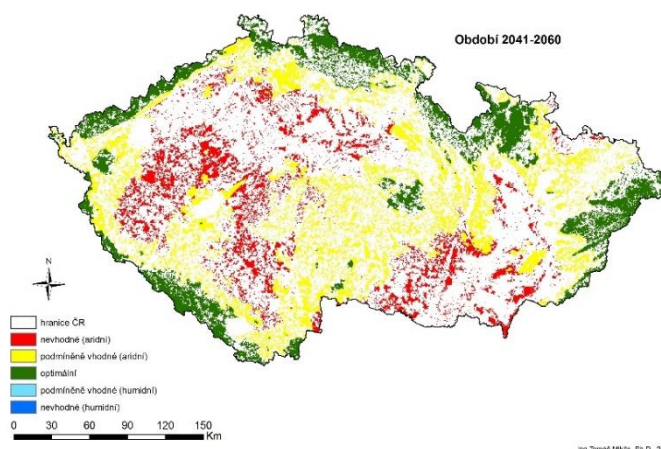 Období 2041-2060
N
hranice ČR
nevhodné (aridní)
podmíněně vhodné (aridní)
optimální
podmíněně vhodné (humidní)
nevhodné (humidní)
0 30 60 90 120 150
Km